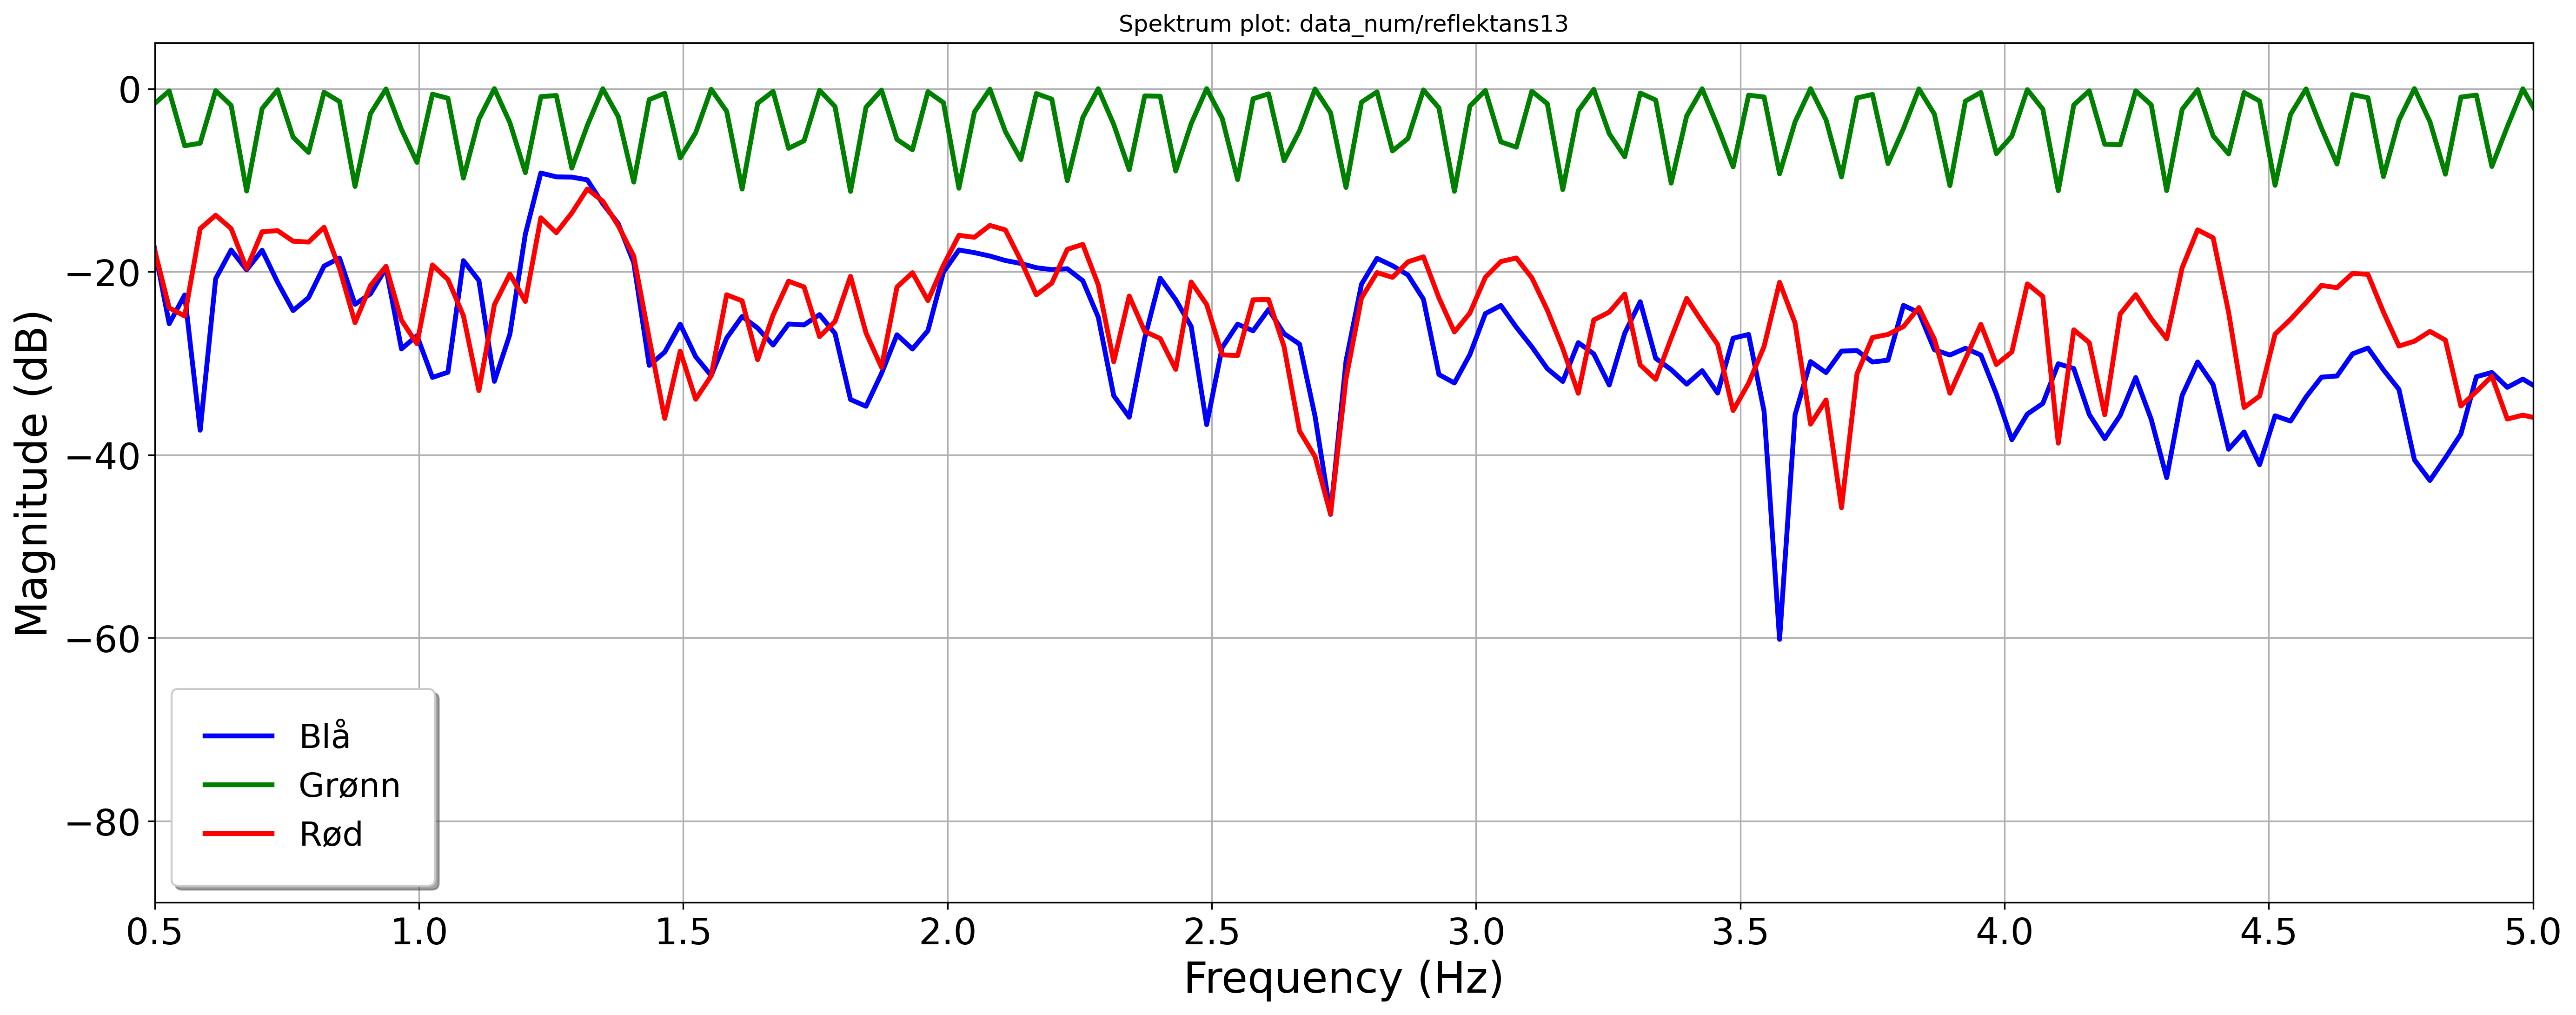 Spektrum plot: data_num/reflektans13
Magnitude (dB)
0
−20
−40
−60
−80
Blå
Grønn
Rød
0.5 1.0 1.5 2.0 2.5 3.0 3.5 4.0 4.5 5.0
Frequency (Hz)